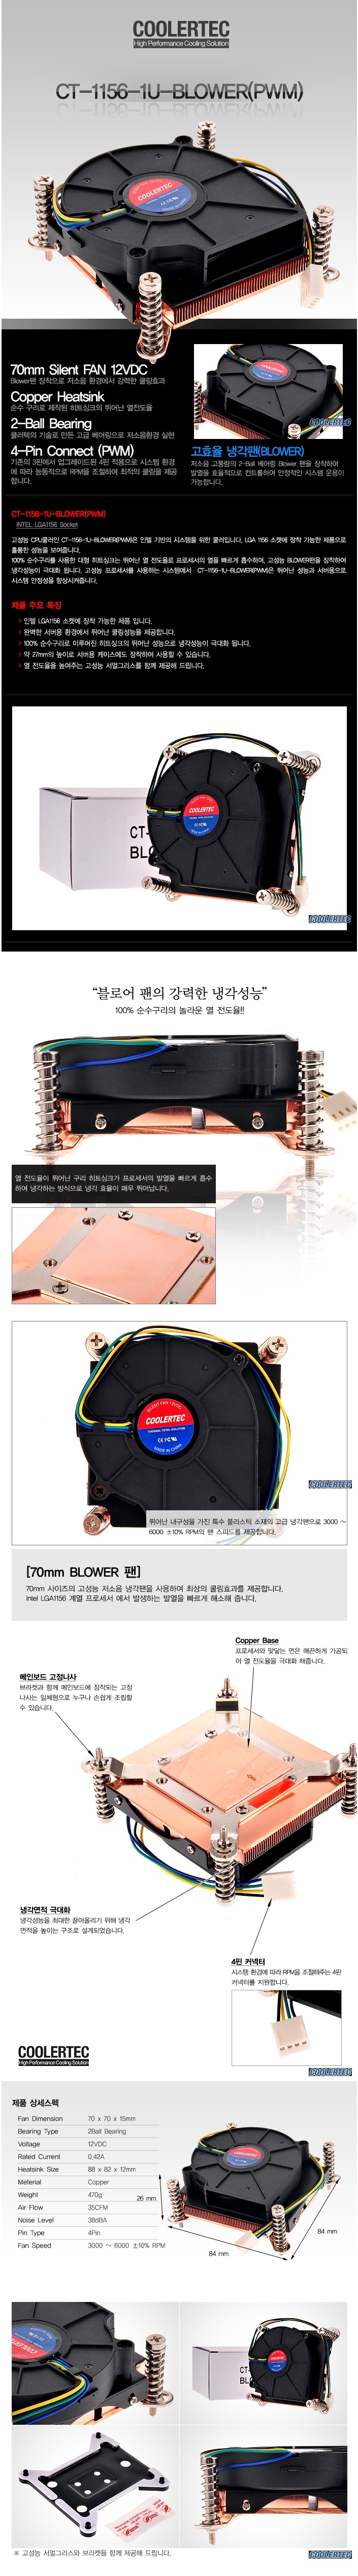 COOLERTEC
High Performance Cooling Solution
CT-1156-1U-BLOWER(PWM)
COOLERTEC
70mm Silent FAN 12VDC
Blower팬 장착으로 저소음 환경에서 강력한 쿨링효과
Copper Heatsink
순수 구리로 제작된 히트싱크의 뛰어난 열전도율
2-Ball Bearing
쿨러텍의 기술로 만든 고급 베어링으로 저소음환경 실현
4-Pin Connect (PWM)
기존의 3핀에서 업그레이드된 4핀 적용으로 시스템 환경
에 따라 능동적으로 RPM을 조절하여 최적의 쿨링을 제공
합니다.
COOLERTEC
고효율 냉각팬(BLOWER)
저소음 고풍량의 2-Ball 베어링 Blower 팬을 장착하여
발열을 효율적으로 컨트롤하여 안정적인 시스템 운용이
가능합니다.
CT-1156-1U-BLOWER(PWM)
INTEL LGA1156 Socket
고성능 CPU쿨러인 CT-1156-1U-BLOWER(PWM)은 인텔 기반의 시스템을 위한 쿨러입니다. LGA 1156 소켓에 장착 가능한 제품으로
훌륭한 성능을 보여줍니다.
100% 순수구리를 사용한 대형 히트싱크는 뛰어난 열 전도율로 프로세서의 열을 빠르게 흡수하며, 고성능 BLOWER팬을 장착하여
냉각성능이 극대화 됩니다. 고성능 프로세서를 사용하는 시스템에서 CT-1156-1U-BLOWER(PWM)은 뛰어난 성능과 서버용으로
시스템 안정성을 향상시켜줍니다.
제품 주요 특징
> 인텔 LGA1156 소켓에 장착 가능한 제품 입니다.
> 완벽한 서버용 환경에서 뛰어난 쿨링성능을 제공합니다.
> 100% 순수구리로 이루어진 히트싱크의 뛰어난 성능으로 냉각성능이 극대화 됩니다.
> 약 27mm의 높이로 서버용 케이스에도 장착하여 사용할 수 있습니다.
> 열 전도율을 높여주는 고성능 서멀그리스를 함께 제공해 드립니다.
CT-
BLO
COOLERTEC
COOLERTEC
“블로어 팬의 강력한 냉각성능”
100% 순수구리의 놀라운 열 전도율!!
열 전도율이 뛰어난 구리 히트싱크가 프로세서의 발열을 빠르게 흡수
하여 냉각하는 방식으로 냉각 효율이 매우 뛰어납니다.
SILENT FAN 12VDC
COOLERTEC
THERMAL TOTAL SOLUTION
MADE IN CHINA
COOLERTEC
뛰어난 내구성을 가진 특수 플라스틱 소재의 고급 냉각팬으로 3000 ~
6000 ±10% RPM의 팬 스피드를 제공합니다.
[70mm BLOWER 팬]
70mm 사이즈의 고성능 저소음 냉각팬을 사용하여 최상의 쿨링효과를 제공합니다.
Intel LGA1156 계열 프로세서 에서 발생하는 발열을 빠르게 해소해 줍니다.
Copper Base
프로세서와 맞닿는 면은 매끈하게 가공되
어 열 전도율을 극대화 해줍니다.
메인보드 고정나사
브라켓과 함께 메인보드에 장착되는 고정
나사는 일체형으로 누구나 손쉽게 조립할
수 있습니다.
냉각면적 극대화
냉각성능을 최대한 끌어올리기 위해 냉각
면적을 높이는 구조로 설계되었습니다.
4핀 커넥터
시스템 환경에 따라 RPM을 조절해주는 4핀
커넥터를 지원합니다.
COOLERTEC
High Performance Cooling Solution
COOLERTEC
제품 상세스펙
Fan Dimension 70 x 70 x 15mm
Bearing Type 2Ball Bearing
Voltage 12VDC
Rated Current 0,42A
Heatsink Size 88 x 82 x 12mm
Meterial Copper
Weight 470g
Air Flow 35CFM
Noise Level 38dBA
Pin Type 4Pin
Fan Speed 3000 ~ 6000 ±10% RPM
26 mm
84 mm
84 mm
CT-
BLO
※ 고성능 서멀그리스와 브라켓을 함께 제공해 드립니다.
COOLERTEC